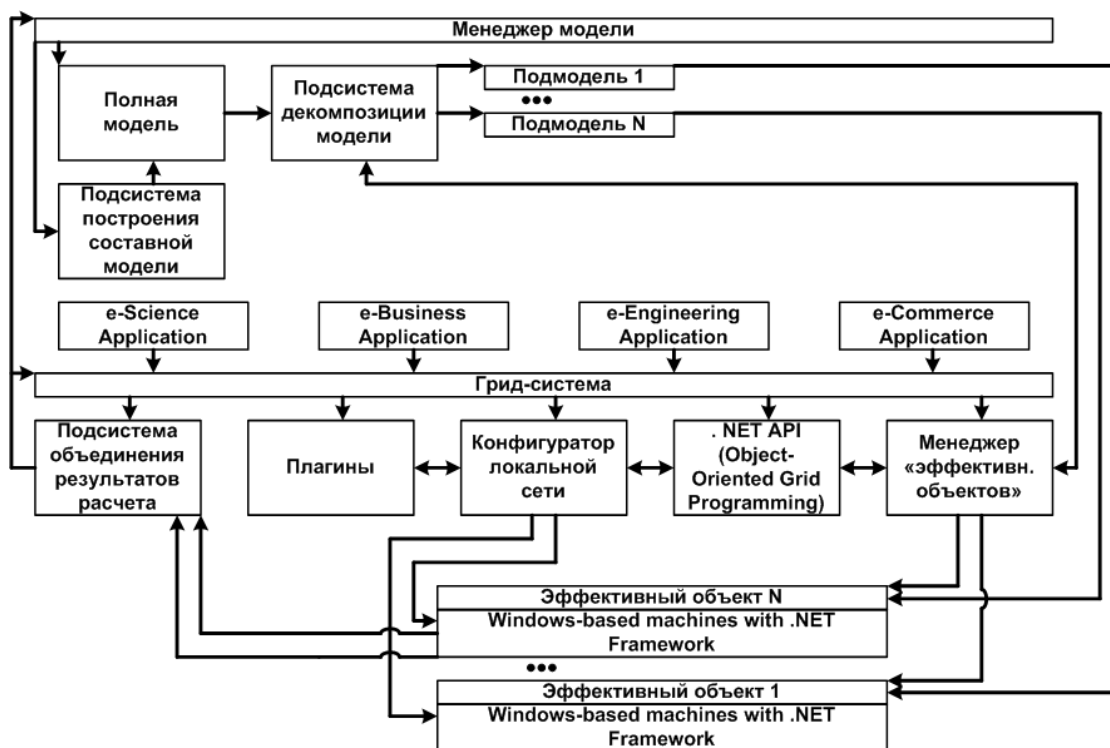 Менеджер модели
Полная
модель
Подсистема
декомпозиции
модели
Подмодель 1
•••
Подмодель N
Подсистема
построения
составной
модели
e-Science
Application
e-Business
Application
e-Engineering
Application
e-Commerce
Application
Грид-система
Подсистема
объединения
результатов
расчета
Плагины
Конфигуратор
локальной
сети
. NET API
(Object-
Oriented Grid
Programming)
Менеджер
«эффективн.
объектов»
Эффективный объект N
Windows-based machines with .NET
Framework
•••
Эффективный объект 1
Windows-based machines with .NET
Framework